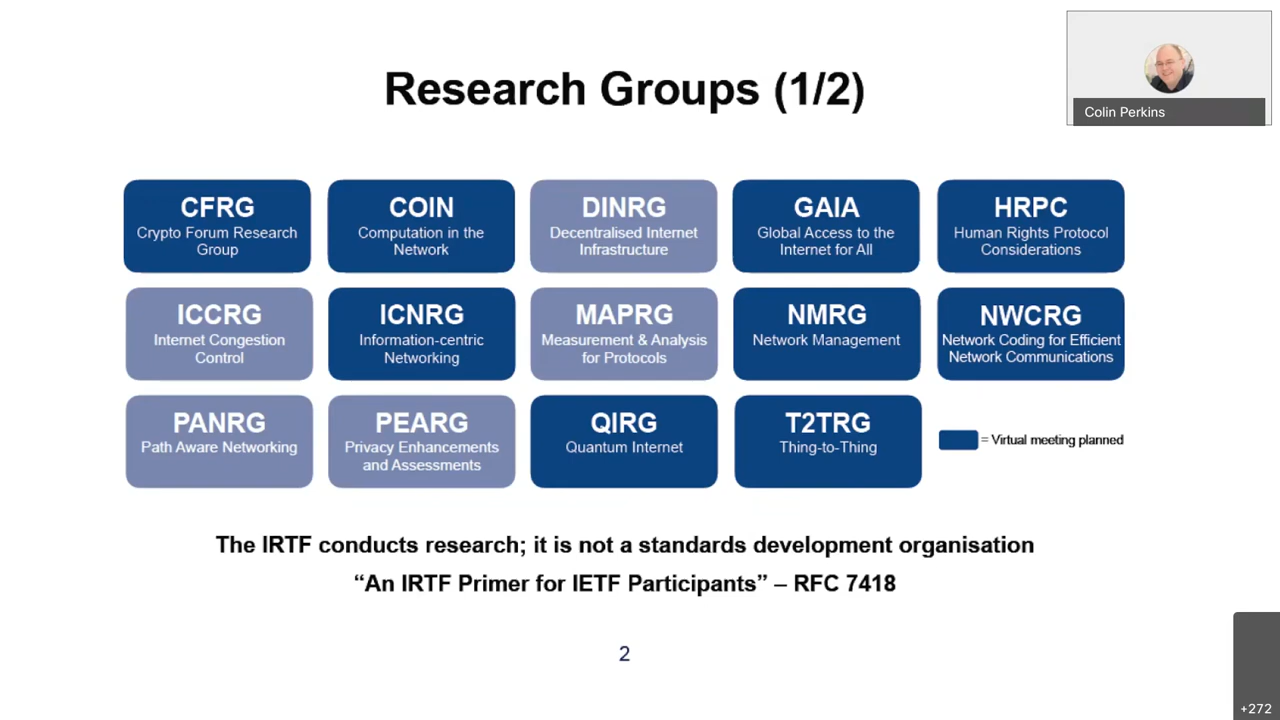 Research Groups (1/2)
Colin Perkins
CFRG
Crypto Forum Research
Group
COIN
Computation in the
Network
DINRG
Decentralised Internet
Infrastructure
GAIA
Global Access to the
Internet for All
HRPC
Human Rights Protocol
Considerations
ICCRG
Internet Congestion
Control
ICNRG
Information-centric
Networking
MAPRG
Measurement & Analysis
for Protocols
NMRG
Network Management
NWCRG
Network Coding for Efficient
Network Communications
PANRG
Path Aware Networking
PEARG
Privacy Enhancements
and Assessments
QIRG
Quantum Internet
T2TRG
Thing-to-Thing
= Virtual meeting planned
The IRTF conducts research; it is not a standards development organisation
“An IRTF Primer for IETF Participants” – RFC 7418
2
+272